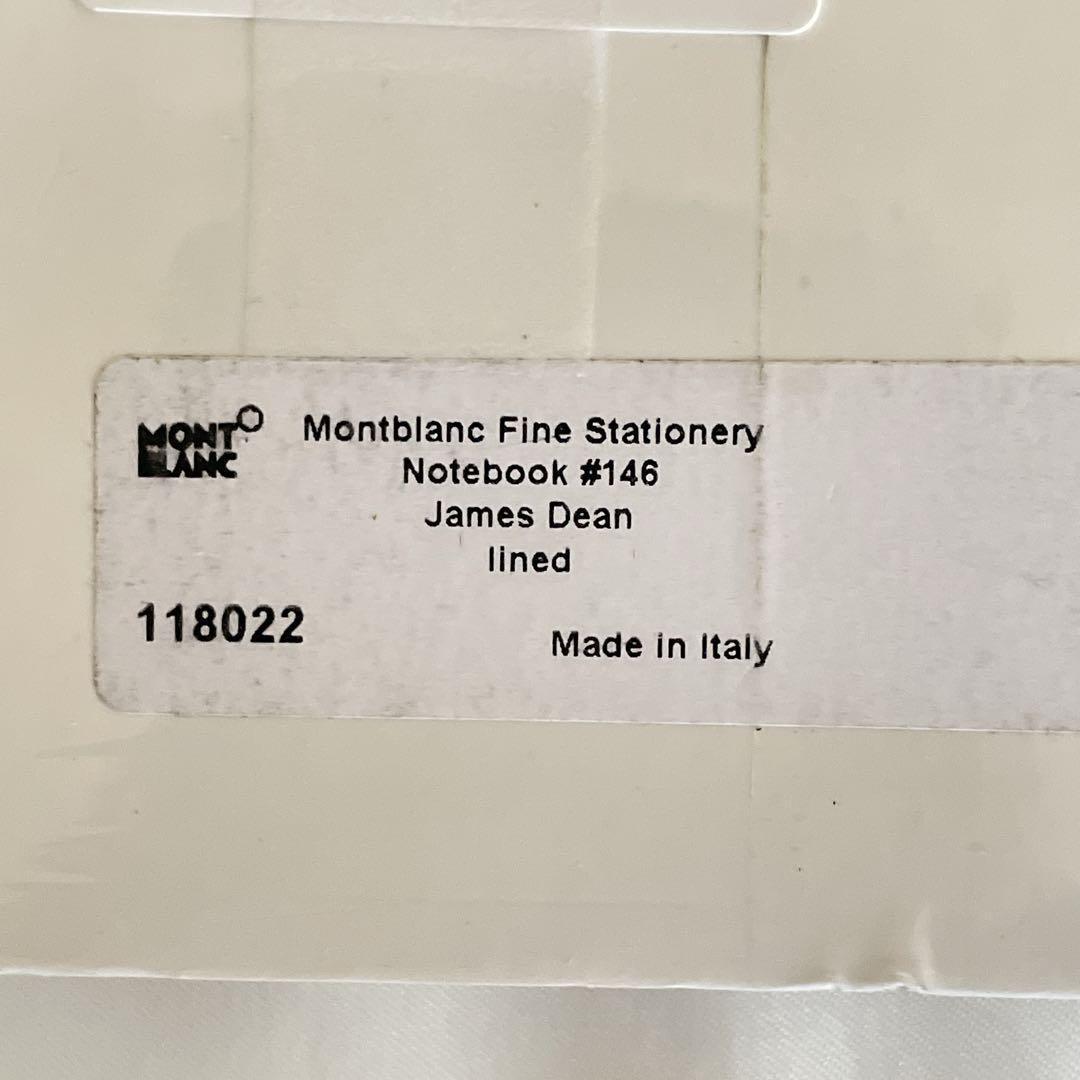 MONT
BLANC
Montblanc Fine Stationery
Notebook #146
James Dean
lined
118022
Made in Italy